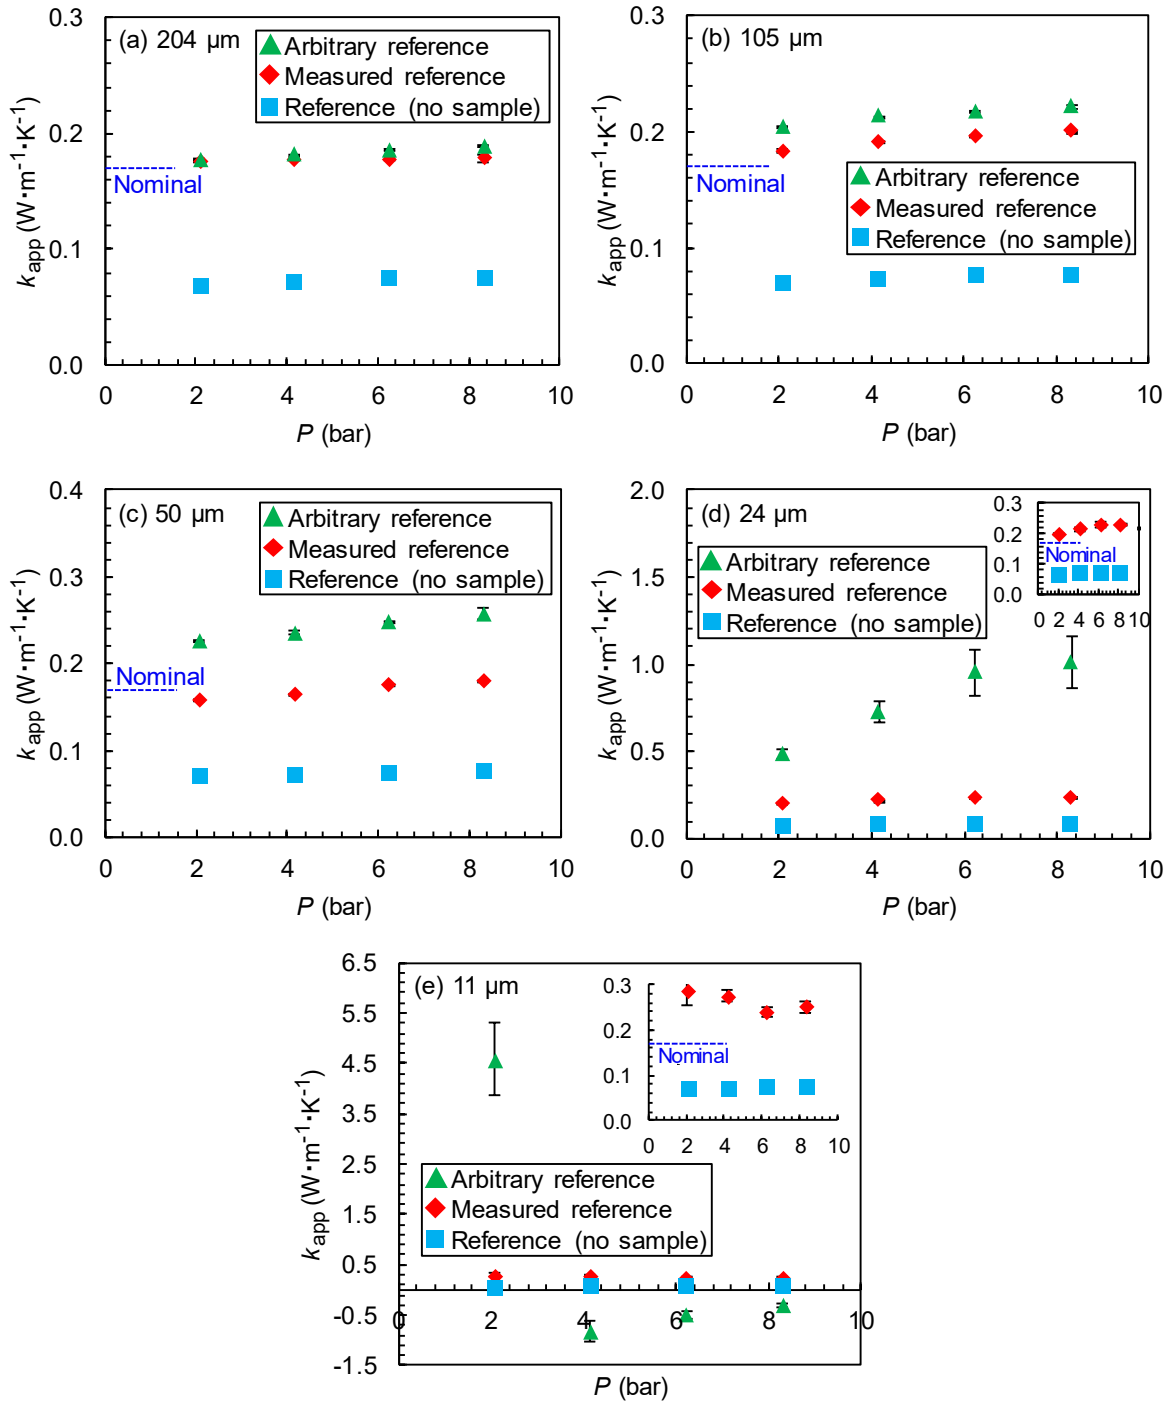 (a) 204 µm
Arbitrary reference
Measured reference
Reference (no sample)
Nominal
0.3
0.2
0.1
0.0
0 2 4 6 8 10
k_app (W·m⁻¹·K⁻¹)
P (bar)
(b) 105 µm
Arbitrary reference
Measured reference
Reference (no sample)
Nominal
0.3
0.2
0.1
0.0
0 2 4 6 8 10
k_app (W·m⁻¹·K⁻¹)
P (bar)
(c) 50 µm
Arbitrary reference
Measured reference
Reference (no sample)
Nominal
0.4
0.3
0.2
0.1
0.0
0 2 4 6 8 10
k_app (W·m⁻¹·K⁻¹)
P (bar)
(d) 24 µm
Arbitrary reference
Measured reference
Reference (no sample)
2.0
1.5
1.0
0.5
0.0
0 2 4 6 8 10
k_app (W·m⁻¹·K⁻¹)
P (bar)
0.3
0.2
Nominal
0.1
0.0
0 2 4 6 8 10
(e) 11 µm
Arbitrary reference
Measured reference
Reference (no sample)
6.5
5.5
4.5
3.5
2.5
1.5
0.5
-0.5
-1.5
0 2 4 6 8 10
k_app (W·m⁻¹·K⁻¹)
P (bar)
0.3
0.2
Nominal
0.1
0.0
0 2 4 6 8 10